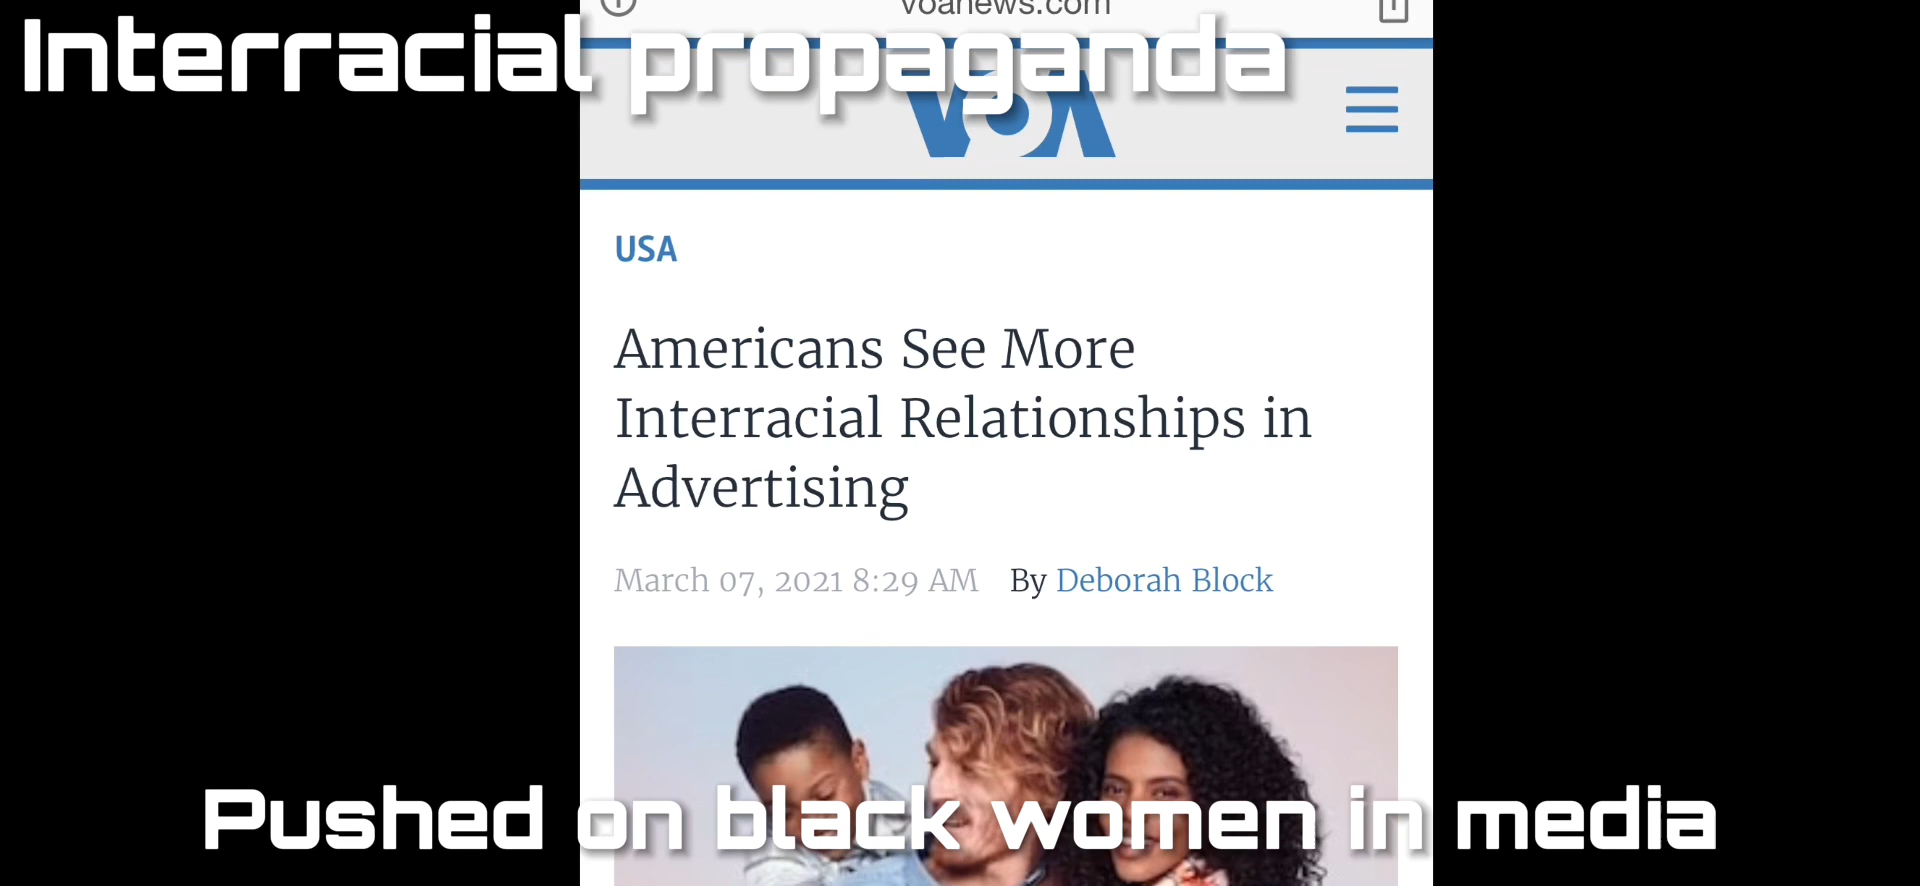 voanews.com
Interracial propaganda
VOA
USA
Americans See More
Interracial Relationships in
Advertising
March 07, 2021 8:29 AM By Deborah Block
Pushed on black women in media